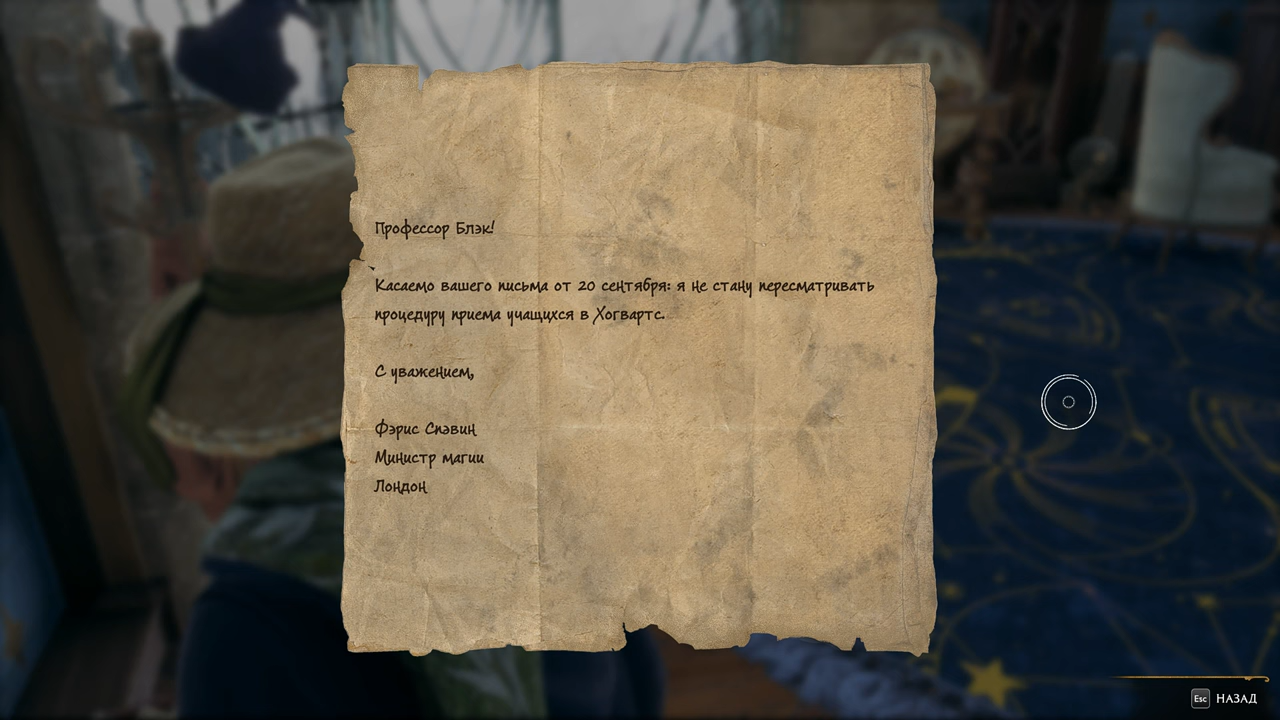 Профессор Блэк!
Касаемо вашего письма от 20 сентября: я не стану пересматривать
процедуру приема учащихся в Хогвартс.
С уважением,
Фэрис Спэвин
Министр магии
Лондон
Esc НАЗАД